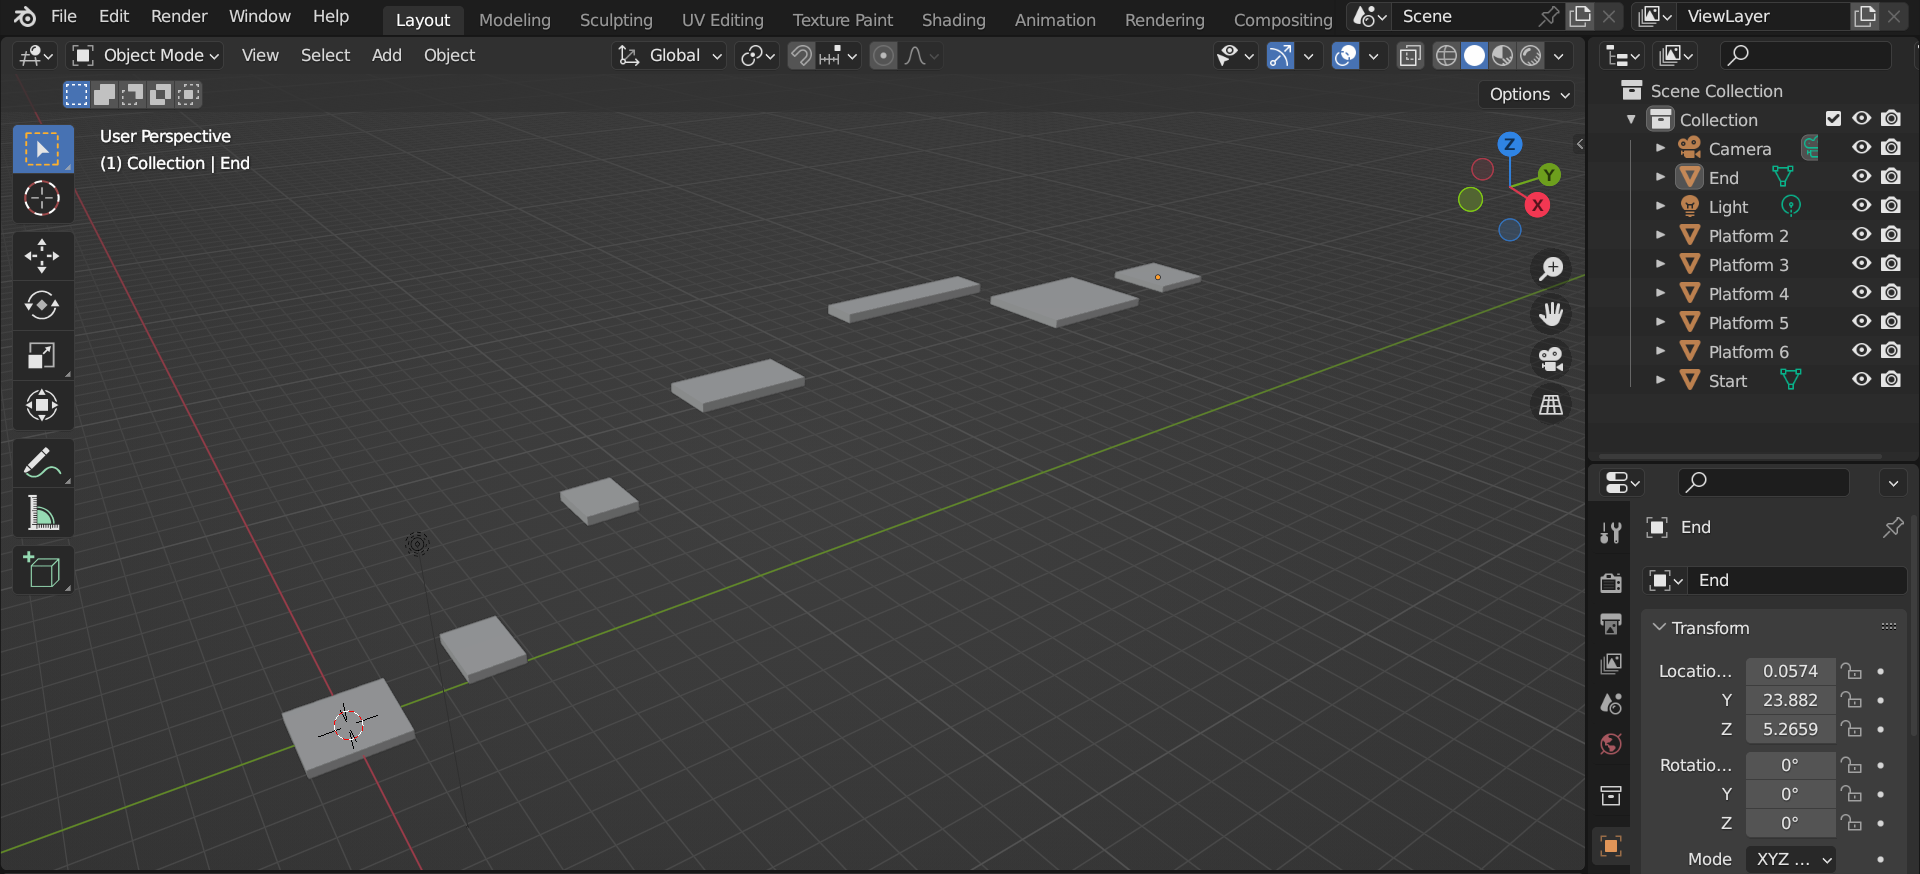 File Edit Render Window Help Layout Modeling Sculpting UV Editing Texture Paint Shading Animation Rendering Compositing Scene ViewLayer
Object Mode View Select Add Object Global
Options
User Perspective
(1) Collection | End
Z
Y
X
Scene Collection
Collection
Camera
End
Light
Platform 2
Platform 3
Platform 4
Platform 5
Platform 6
Start
End
End
Transform
Locatio... 0.0574
Y 23.882
Z 5.2659
Rotatio... 0°
Y 0°
Z 0°
Mode XYZ ...